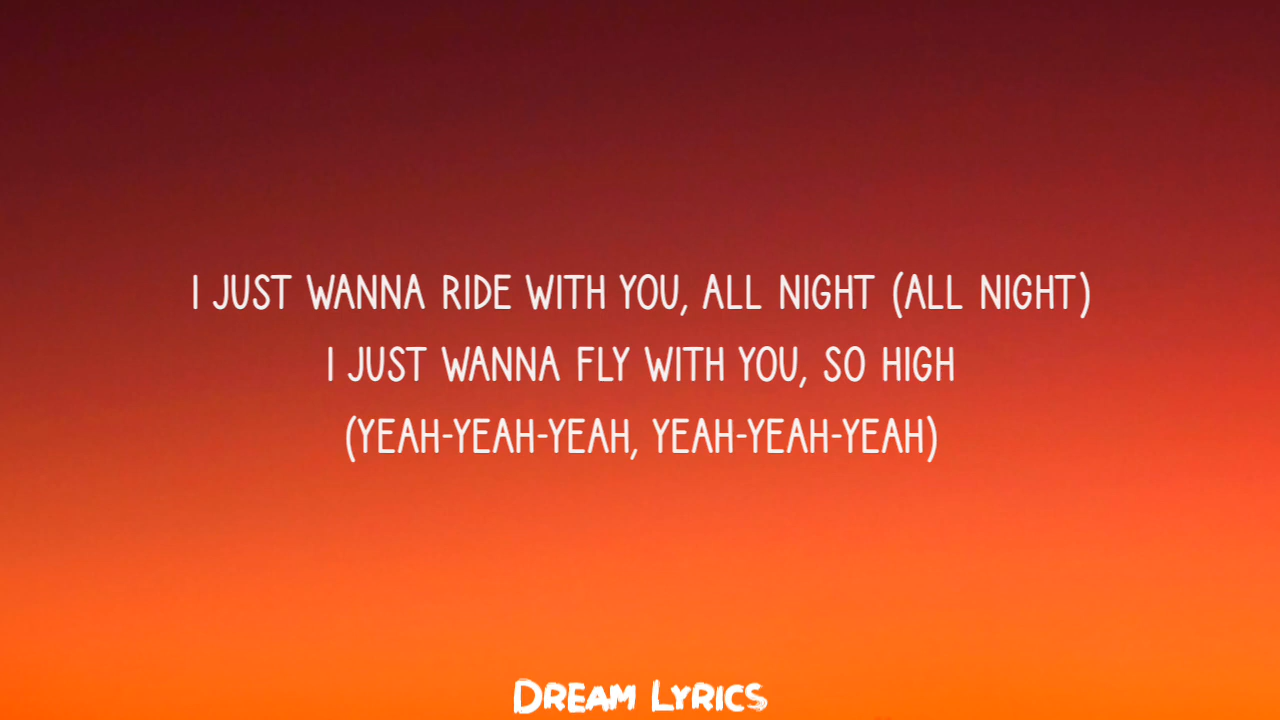 I JUST WANNA RIDE WITH YOU, ALL NIGHT (ALL NIGHT)
I JUST WANNA FLY WITH YOU, SO HIGH
(YEAH-YEAH-YEAH, YEAH-YEAH-YEAH)
DREAM LYRICS